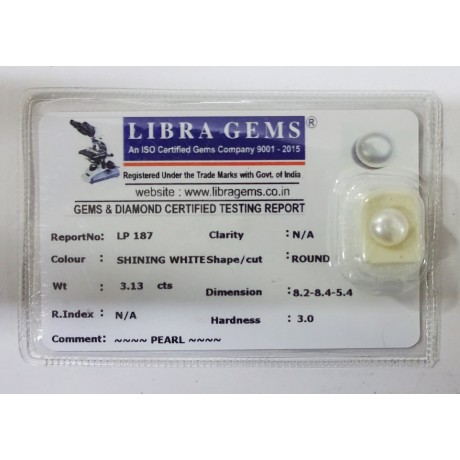 LIBRA GEMS®
An ISO Certified Gems Company 9001 - 2015
Registered Under the Trade Marks with Govt. of India
website : www.libragems.co.in
GEMS & DIAMOND CERTIFIED TESTING REPORT
ReportNo: LP 187 Clarity : N/A
Colour : SHINING WHITE Shape/cut : ROUND
Wt : 3.13 cts Dimension : 8.2-8.4-5.4
R.Index : N/A Hardness : 3.0
Comment: ~~~~ PEARL ~~~~